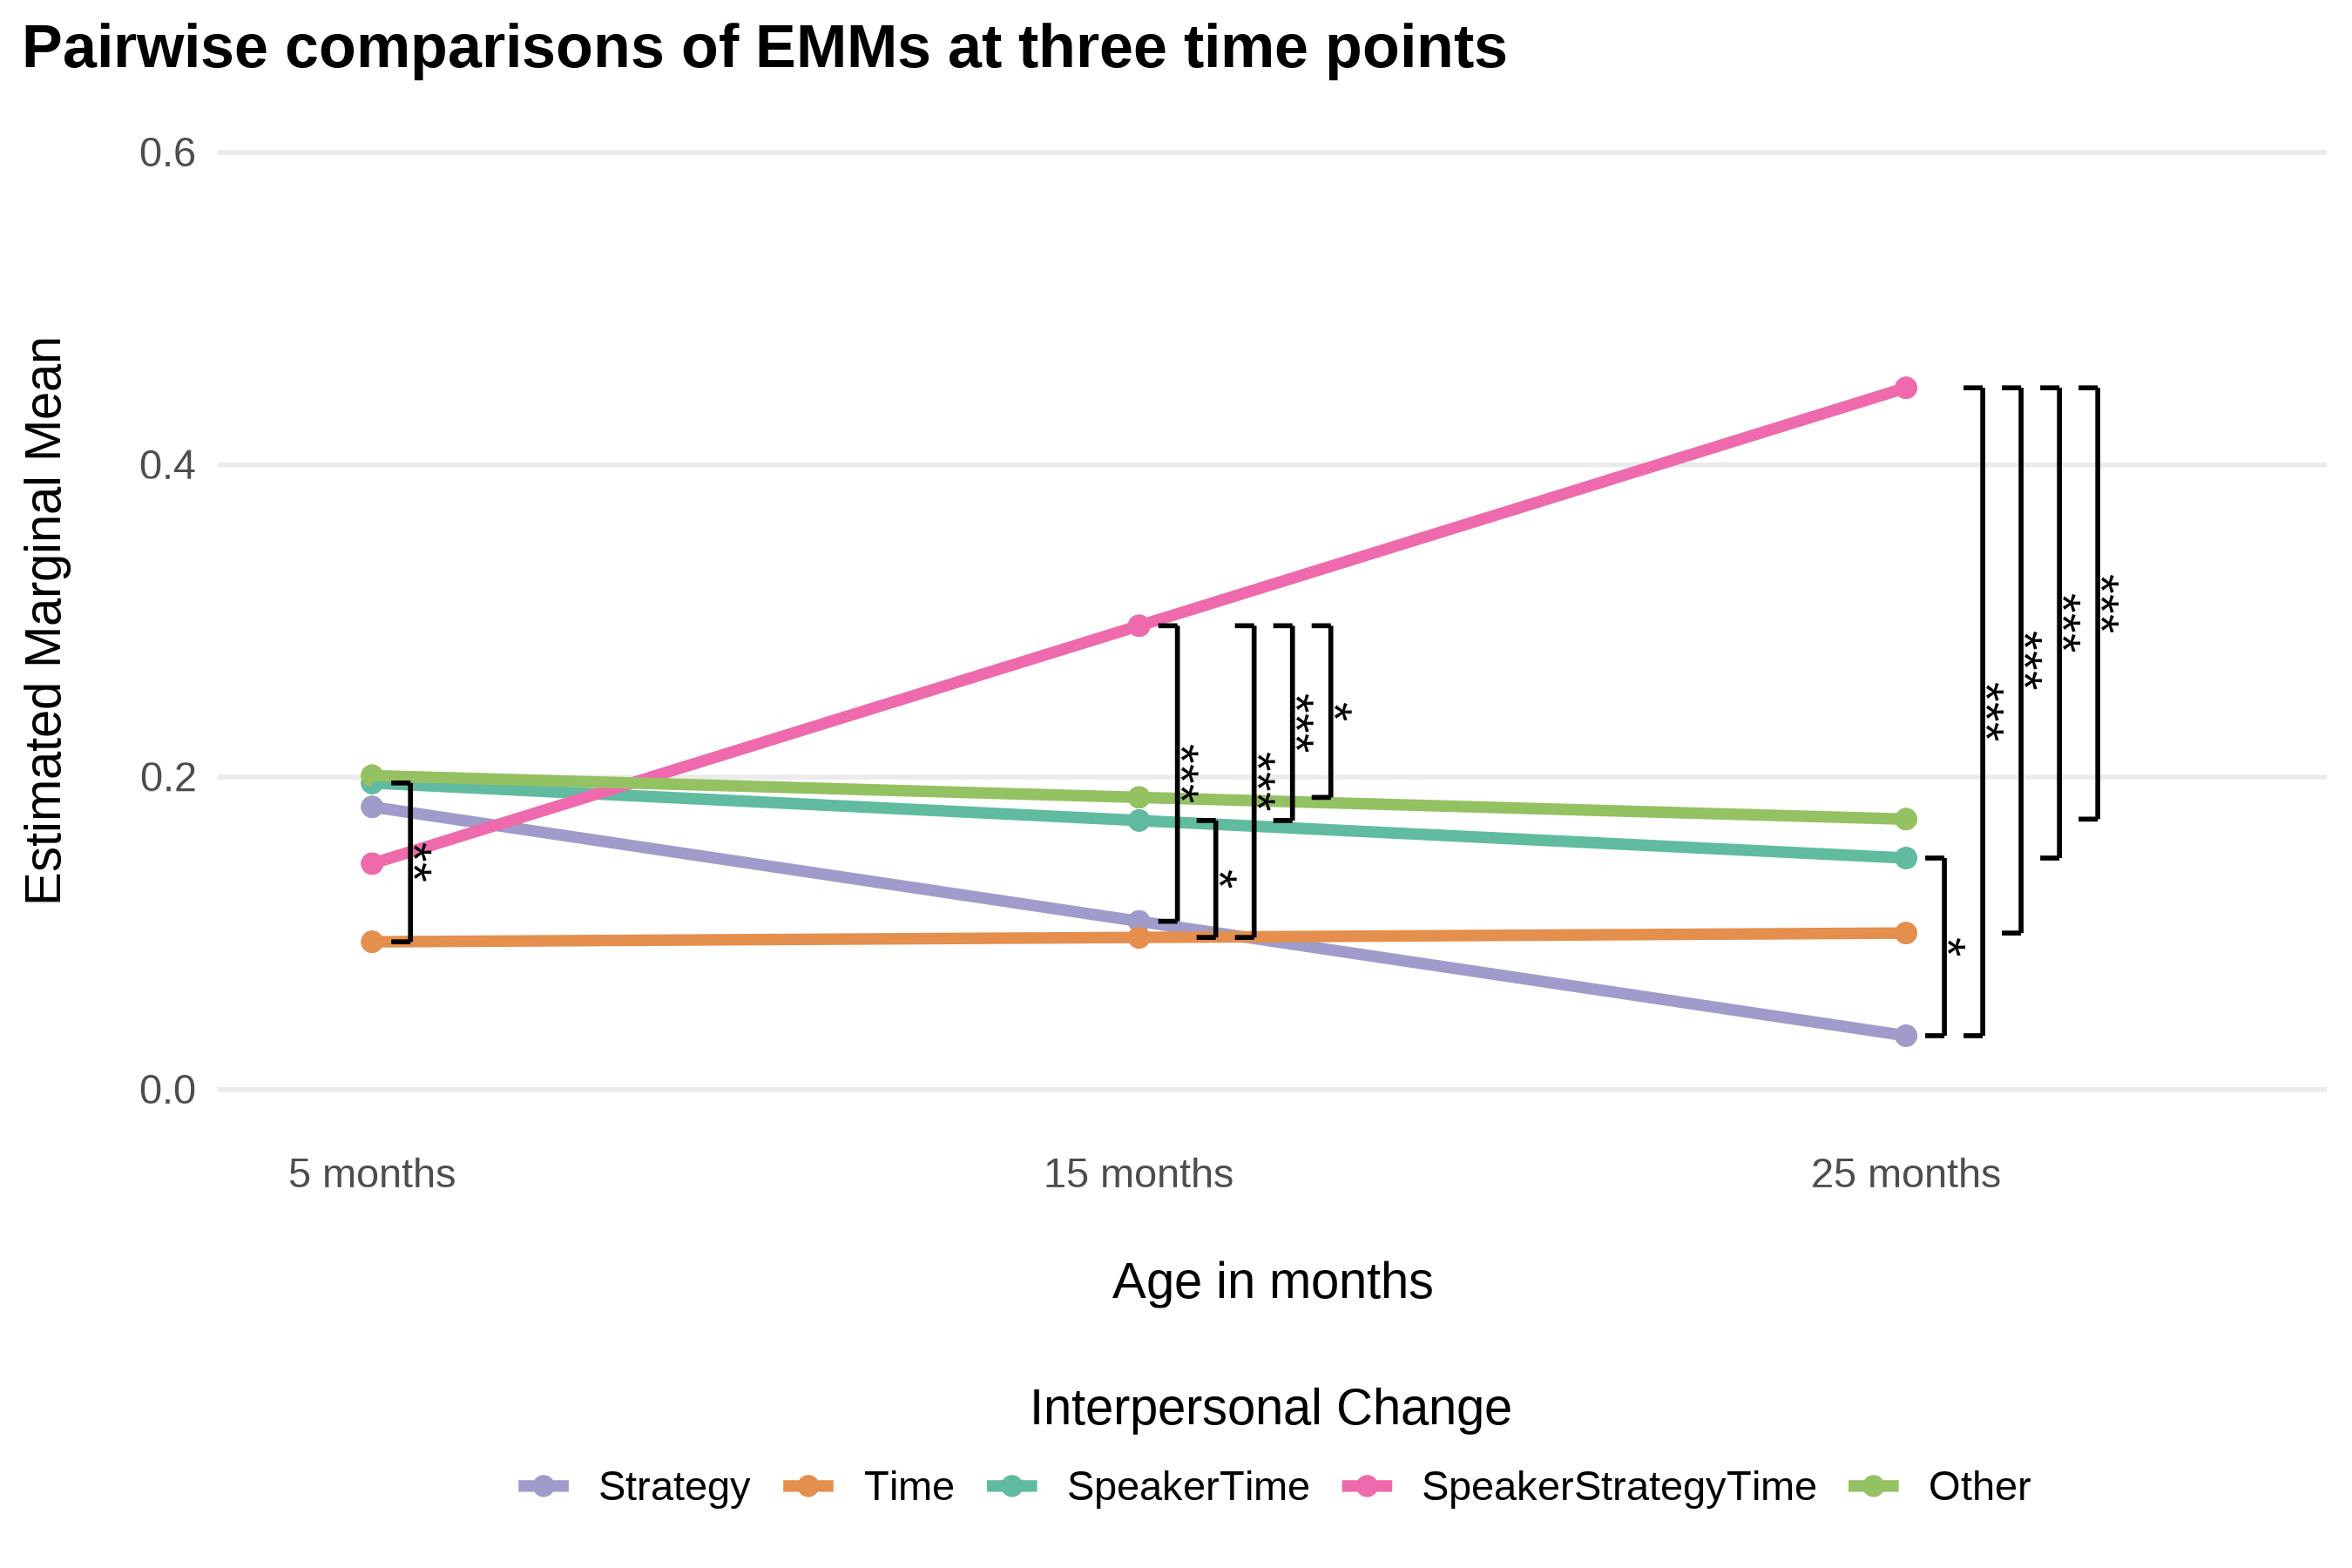 Pairwise comparisons of EMMs at three time points
Estimated Marginal Mean
0.6
0.4
0.2
0.0
**
***
*
***
***
*
*
***
***
***
***
5 months
15 months
25 months
Age in months
Interpersonal Change
Strategy Time SpeakerTime SpeakerStrategyTime Other